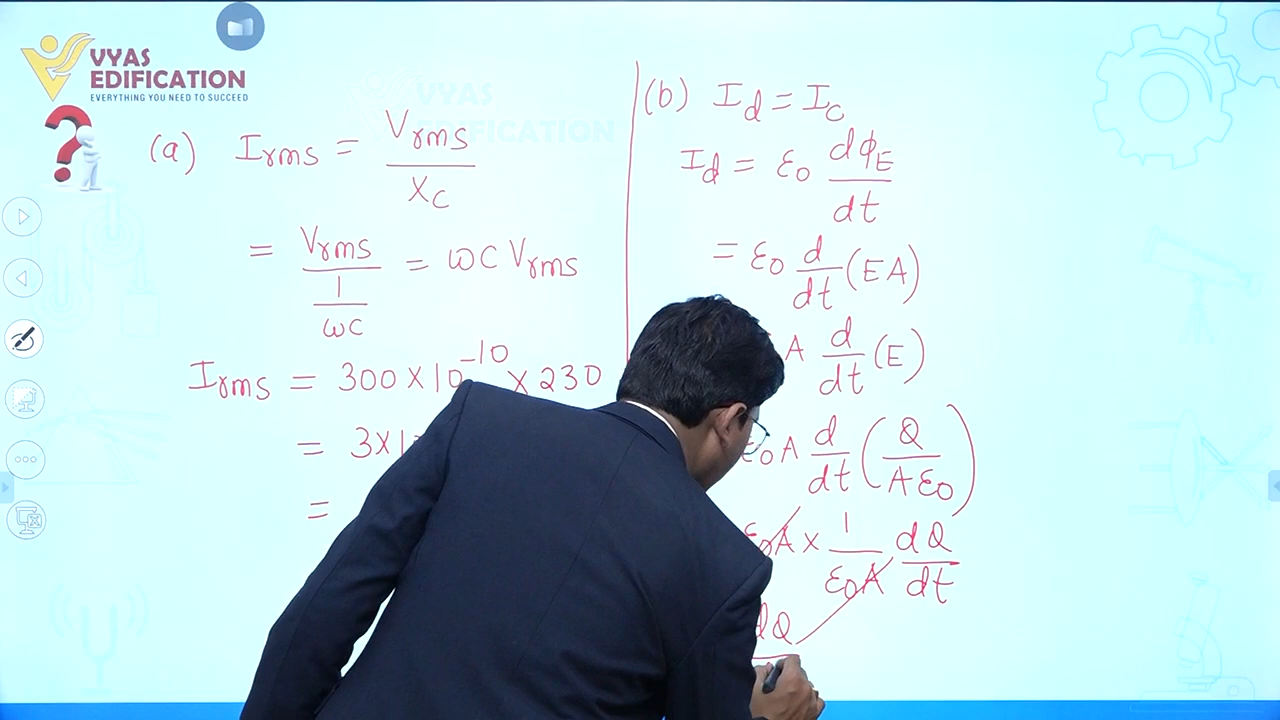 VYAS
EDIFICATION
EVERYTHING YOU NEED TO SUCCEED
VYAS
EDIFICATION
?
(a) Irms = Vrms / XC
= Vrms / (1 / ωC) = ωC Vrms
Irms = 300 × 10^-10 × 230
= 3×1
=
(b) Id = Ic
Id = ε0 dϕE / dt
= ε0 d/dt (EA)
A d/dt (E)
ε0 A d/dt (Q / Aε0)
ε0A × 1 / ε0A dQ / dt
dQ